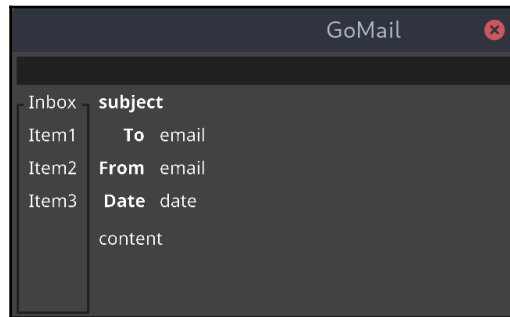 GoMail
Inbox subject
Item1 To email
Item2 From email
Item3 Date date
content